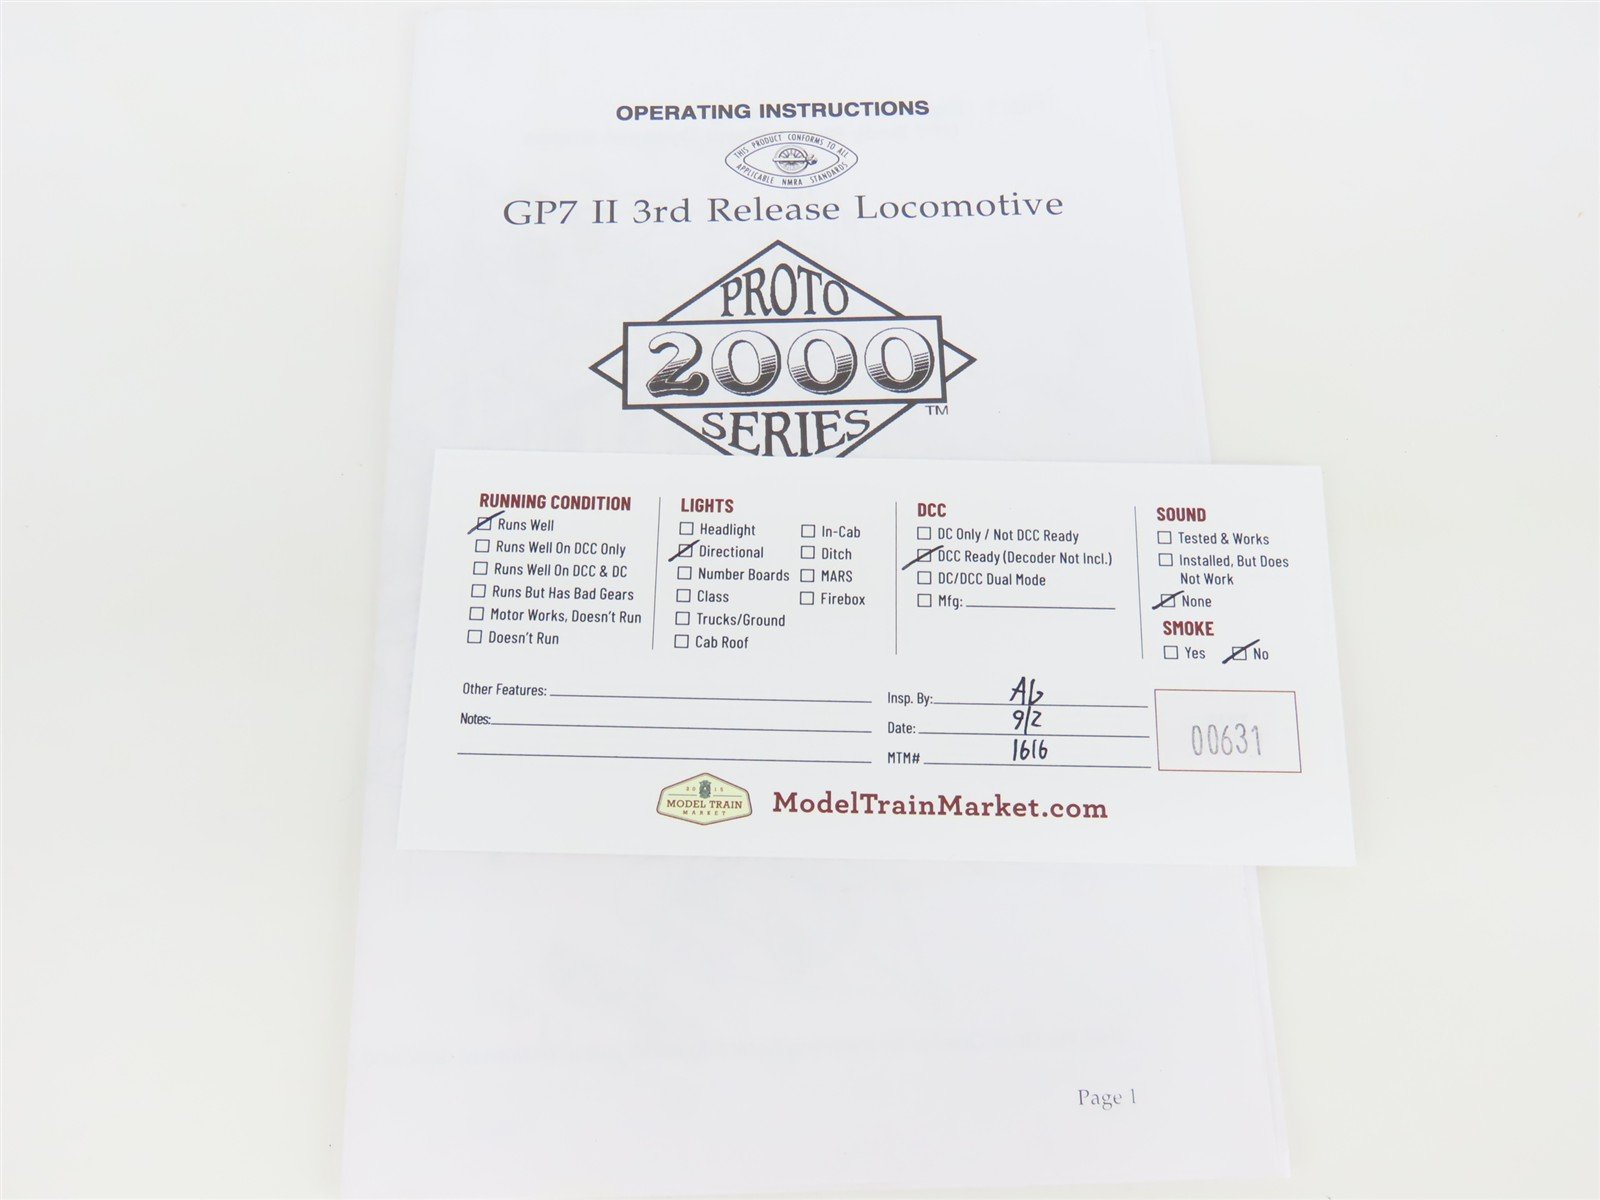 OPERATING INSTRUCTIONS
THIS PRODUCT CONFORMS TO ALL
APPLICABLE NMRA STANDARDS
GP7 II 3rd Release Locomotive
PROTO
2000
SERIES
TM
RUNNING CONDITION
Runs Well
Runs Well On DCC Only
Runs Well On DCC & DC
Runs But Has Bad Gears
Motor Works, Doesn't Run
Doesn't Run
LIGHTS
Headlight
Directional
Number Boards
Class
Trucks/Ground
Cab Roof
In-Cab
Ditch
MARS
Firebox
DCC
DC Only / Not DCC Ready
DCC Ready (Decoder Not Incl.)
DC/DCC Dual Mode
Mfg:
SOUND
Tested & Works
Installed, But Does
Not Work
None
SMOKE
Yes No
Other Features:
Notes:
Insp. By: AG
Date: 9/2
MTM# 1616
00631
2015
MODEL TRAIN
MARKET
ModelTrainMarket.com
Page 1